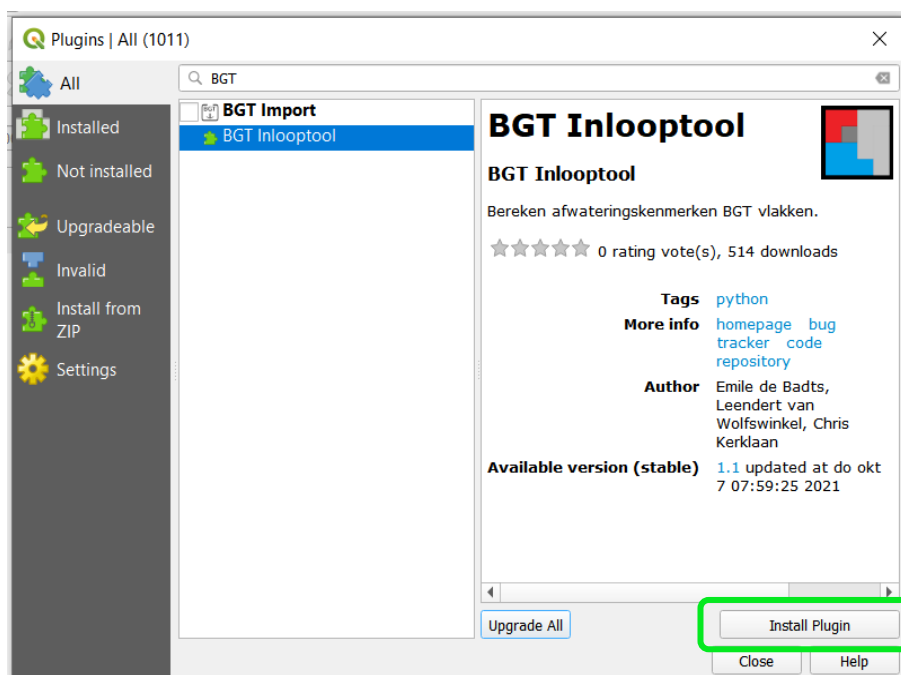 Plugins | All (1011)
All
Installed
Not installed
Upgradeable
Invalid
Install from
ZIP
Settings
BGT
BGT Import
BGT Inlooptool
BGT Inlooptool
BGT Inlooptool
Bereken afwateringskenmerken BGT vlakken.
0 rating vote(s), 514 downloads
Tags python
More info homepage bug
tracker code
repository
Author Emile de Badts,
Leendert van
Wolfswinkel, Chris
Kerklaan
Available version (stable) 1.1 updated at do okt
7 07:59:25 2021
Upgrade All
Install Plugin
Close
Help